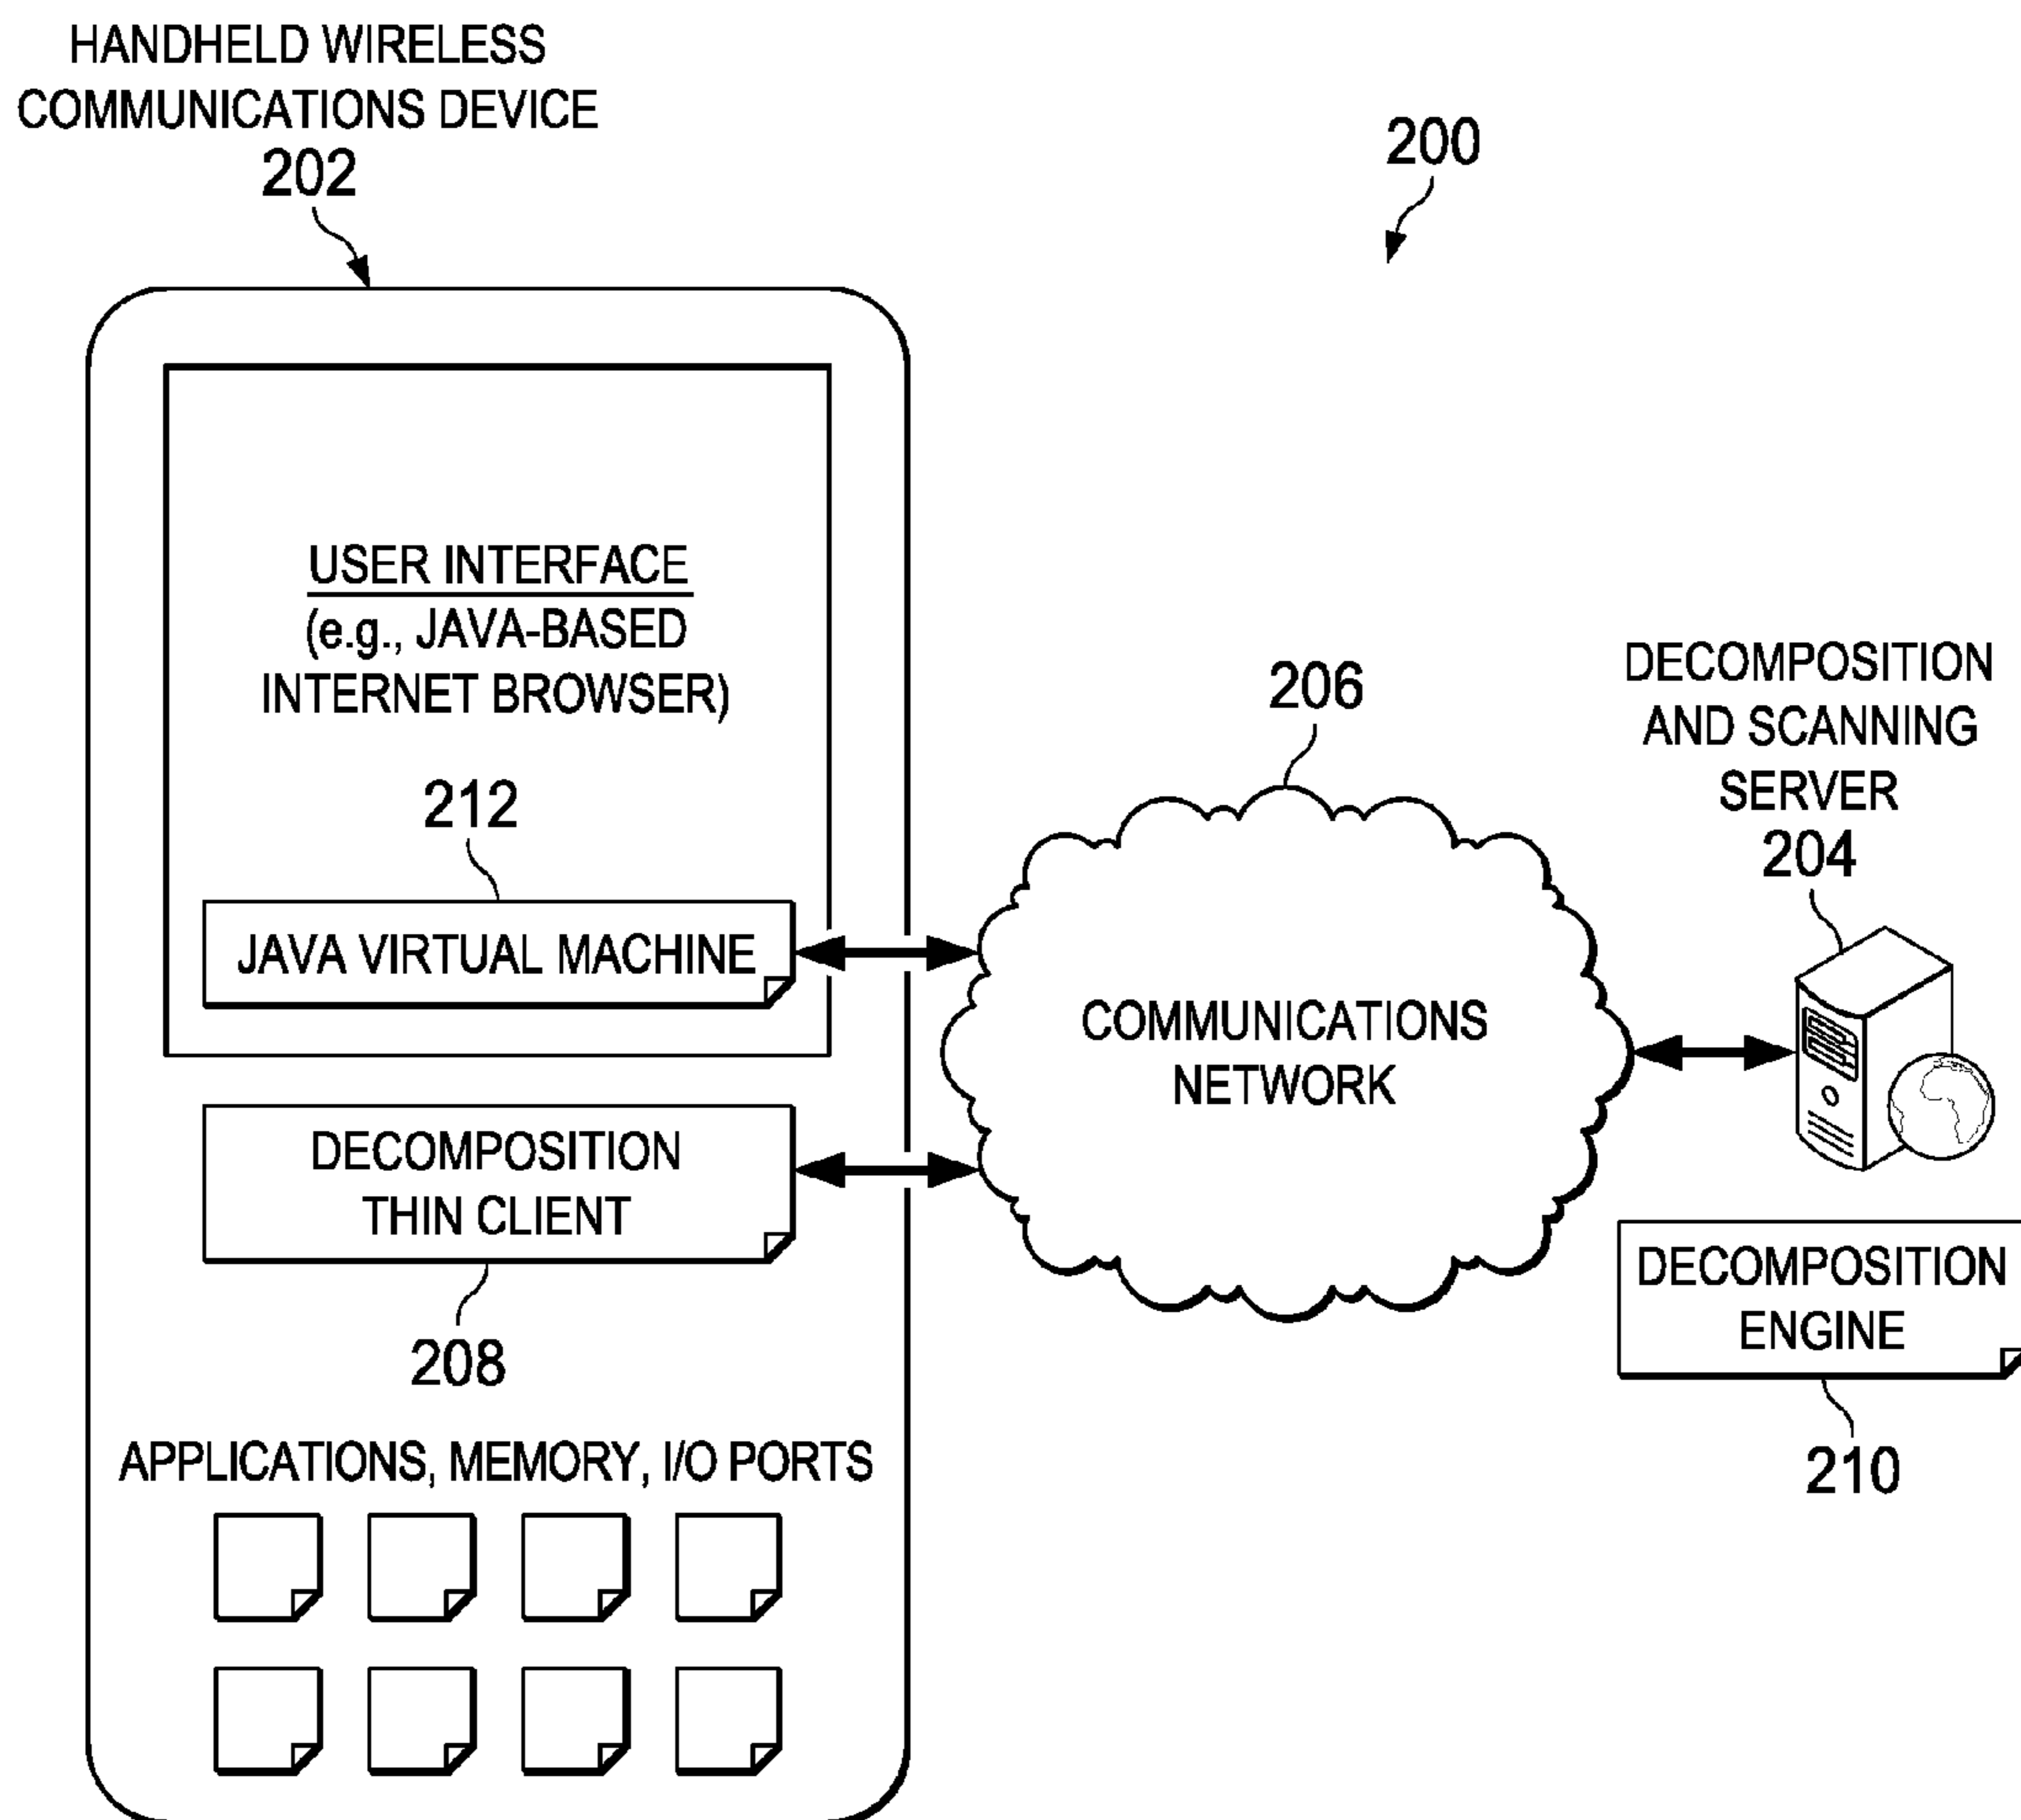 HANDHELD WIRELESS
COMMUNICATIONS DEVICE
202
200
USER INTERFACE
(e.g., JAVA-BASED
INTERNET BROWSER)
212
JAVA VIRTUAL MACHINE
DECOMPOSITION
THIN CLIENT
208
APPLICATIONS, MEMORY, I/O PORTS
206
COMMUNICATIONS
NETWORK
DECOMPOSITION
AND SCANNING
SERVER
204
DECOMPOSITION
ENGINE
210